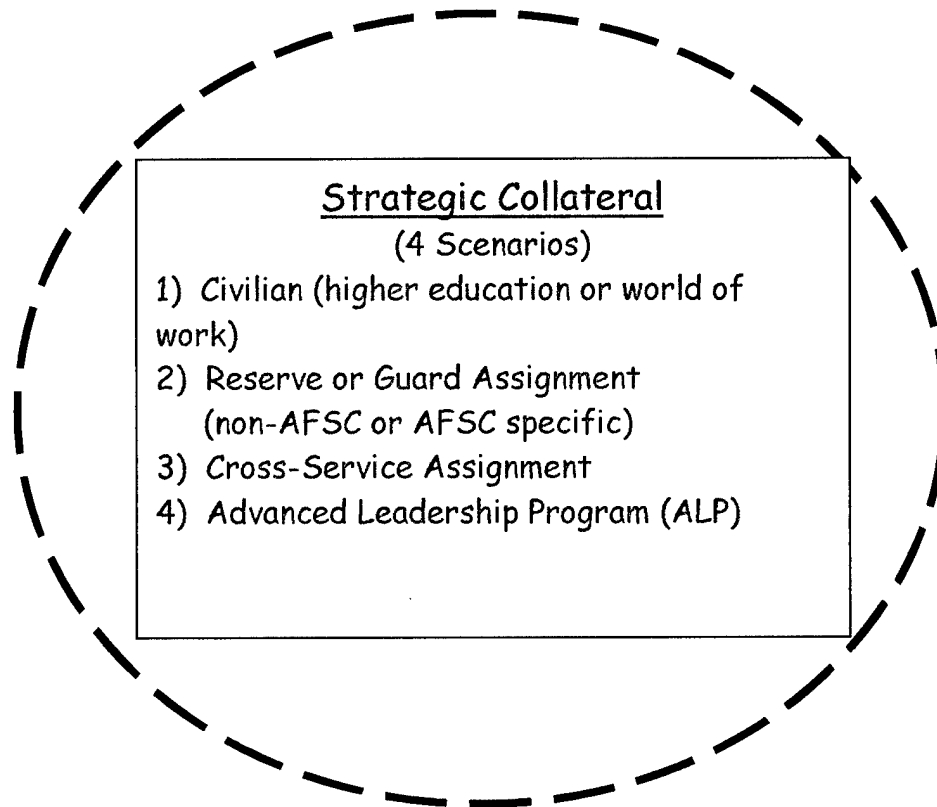 Strategic Collateral
(4 Scenarios)
1) Civilian (higher education or world of
work)
2) Reserve or Guard Assignment
(non-AFSC or AFSC specific)
3) Cross-Service Assignment
4) Advanced Leadership Program (ALP)